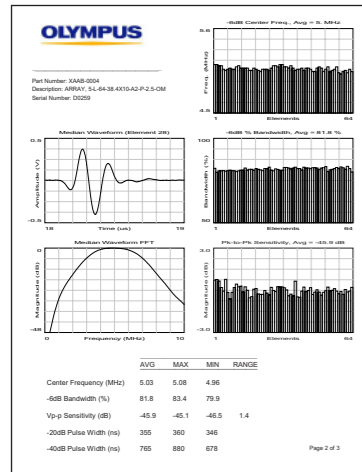 OLYMPUS
Part Number: XAAB-0004
Description: ARRAY, 5-L-64-38.4X10-A2-P-2.5-OM
Serial Number: D0259
-6dB Center Freq., Avg = 5. MHz
5.6
Freq. (MHz)
4.5
1 Elements 64
Median Waveform (Element 28)
0.5
Amplitude (V)
-0.5
18 Time (us) 19
-6dB % Bandwidth, Avg = 81.8 %
100
Bandwidth (%)
50
1 Elements 64
Median Waveform FFT
0
Magnitude (dB)
-48
0 Frequency (MHz) 10
Pk-to-Pk Sensitivity, Avg = -45.9 dB
3.0
Magnitude (dB)
-3.0
1 Elements 64
AVG MAX MIN RANGE
Center Frequency (MHz) 5.03 5.08 4.96
-6dB Bandwidth (%) 81.8 83.4 79.9
Vp-p Sensitivity (dB) -45.9 -45.1 -46.5 1.4
-20dB Pulse Width (ns) 355 360 346
-40dB Pulse Width (ns) 765 880 678
Page 2 of 3